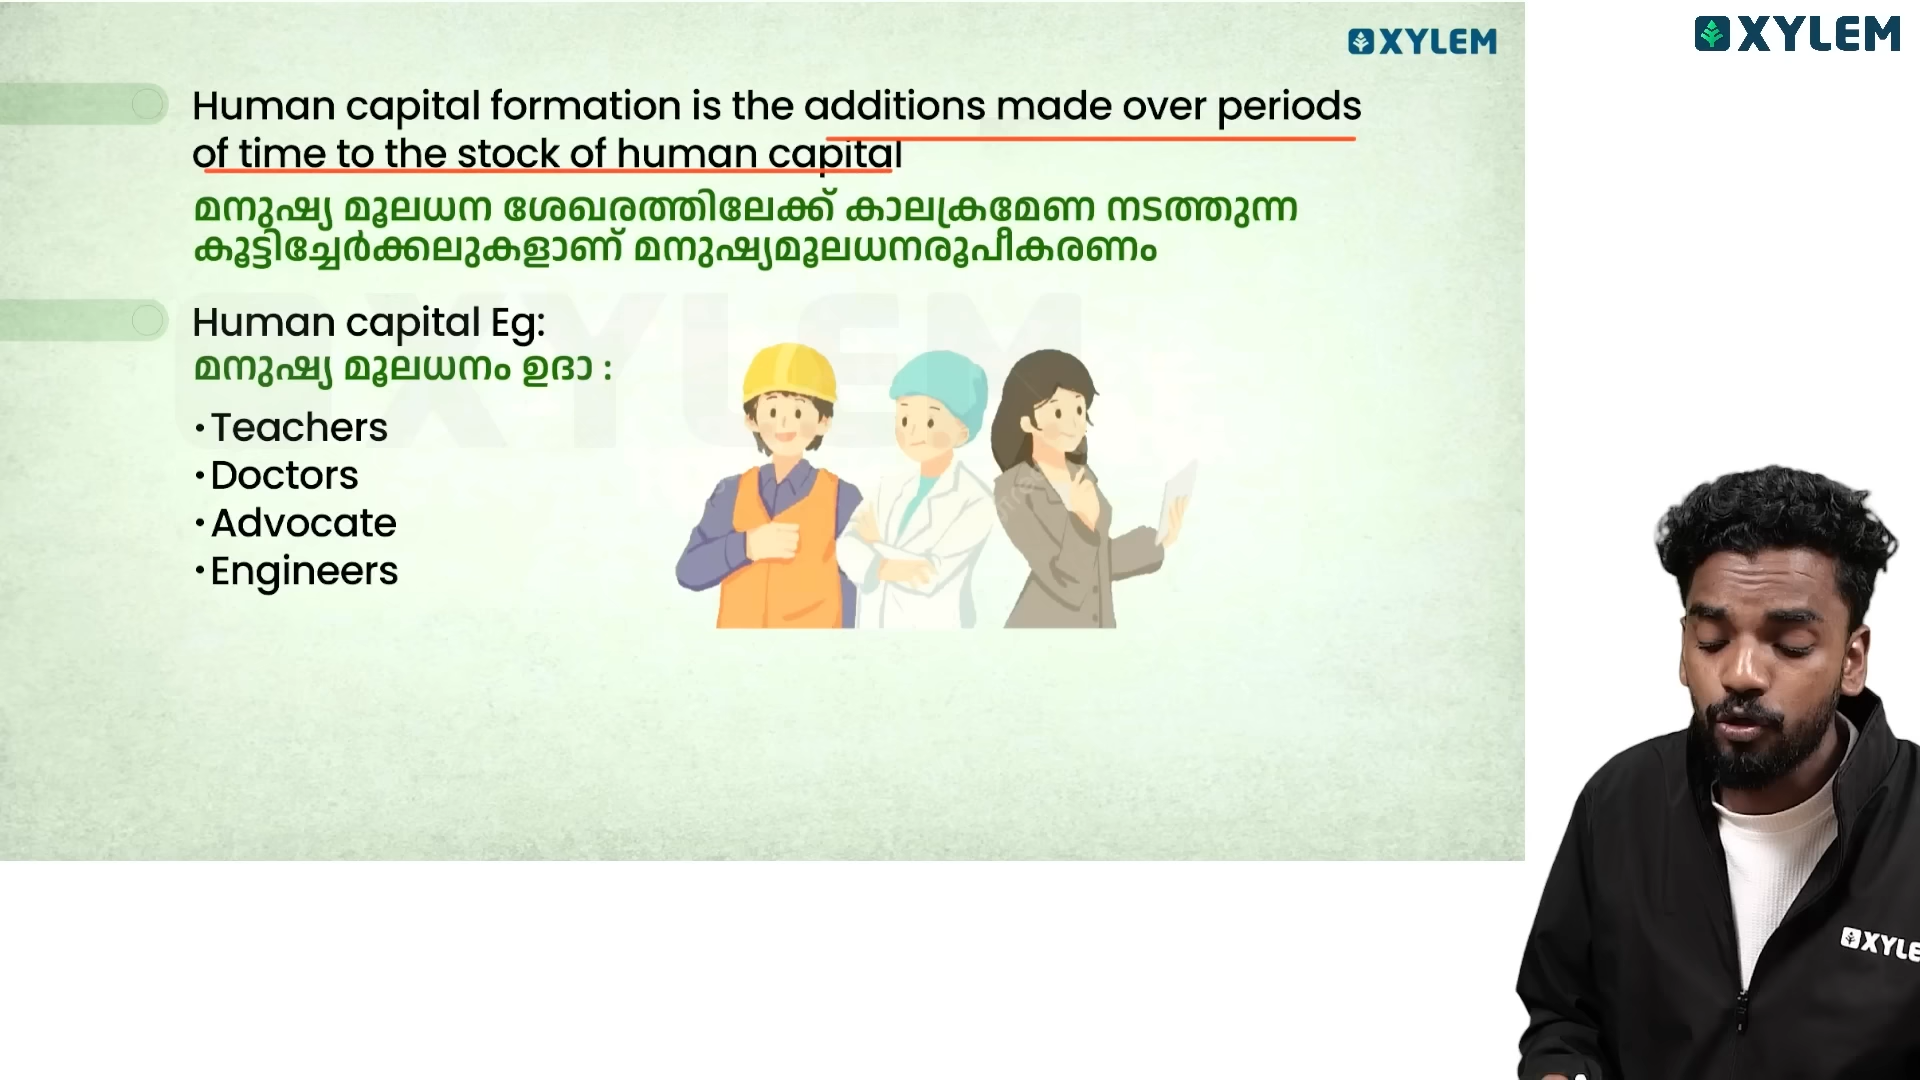 XYLEM
XYLEM
Human capital formation is the additions made over periods
of time to the stock of human capital
മനുഷ്യ മൂലധന ശേഖരത്തിലേക്ക് കാലക്രമേണ നടത്തുന്ന
കൂട്ടിച്ചേർക്കലുകളാണ് മനുഷ്യമൂലധനരൂപീകരണം
Human capital Eg:
മനുഷ്യ മൂലധനം ഉദാ :
•Teachers
•Doctors
•Advocate
•Engineers
XYLEM
XYLE